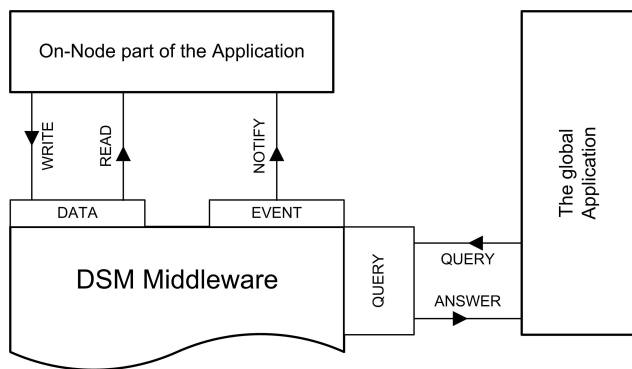 On-Node part of the Application
WRITE
READ
NOTIFY
The global
Application
DATA
EVENT
DSM Middleware
QUERY
QUERY
ANSWER